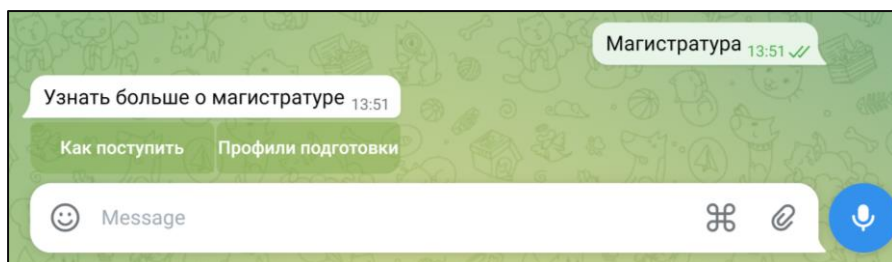 Магистратура 13:51
Узнать больше о магистратуре 13:51
Как поступить Профили подготовки
Message